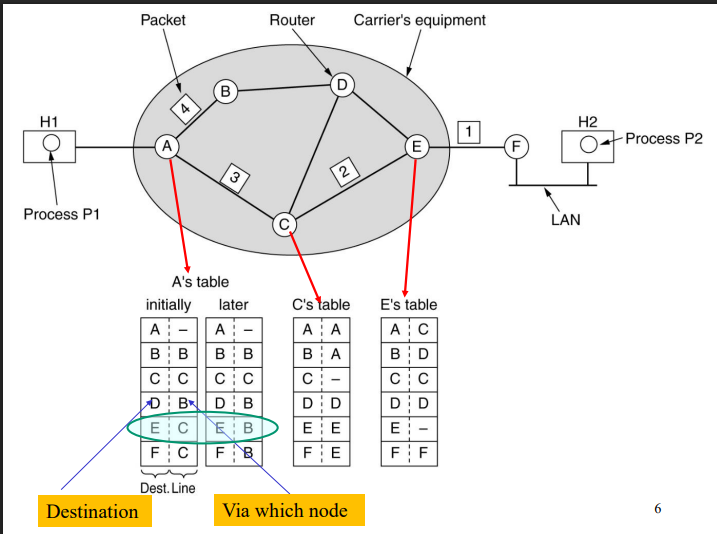 Packet Router Carrier's equipment
B D
4
H1 1 H2
A E F Process P2
3 2
Process P1 C LAN
A's table
initially later C's table E's table
A – A – A A A C
B B B B B A B D
C C C C C – C C
D B D B D D D D
E C E B E E E –
F C F B F E F F
Dest. Line
Destination Via which node
6